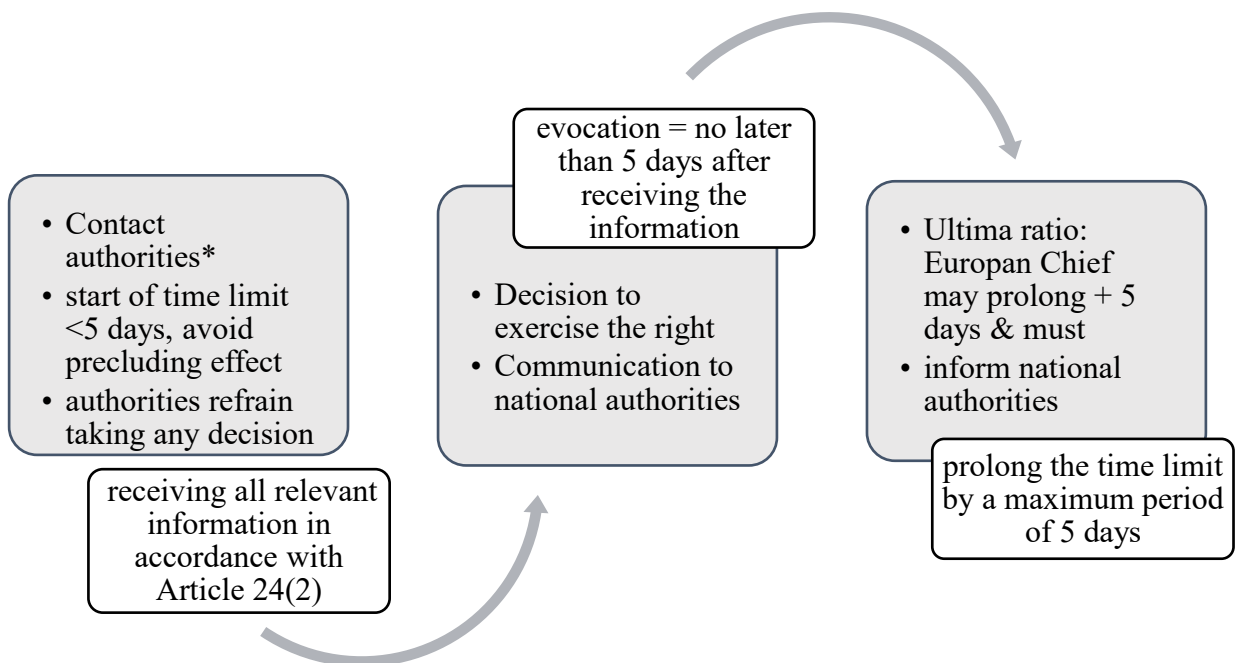 • Contact
authorities*
• start of time limit
<5 days, avoid
precluding effect
• authorities refrain
taking any decision
receiving all relevant
information in
accordance with
Article 24(2)
evocation = no later
than 5 days after
receiving the
information
• Decision to
exercise the right
• Communication to
national authorities
• Ultima ratio:
Europan Chief
may prolong + 5
days & must
• inform national
authorities
prolong the time limit
by a maximum period
of 5 days